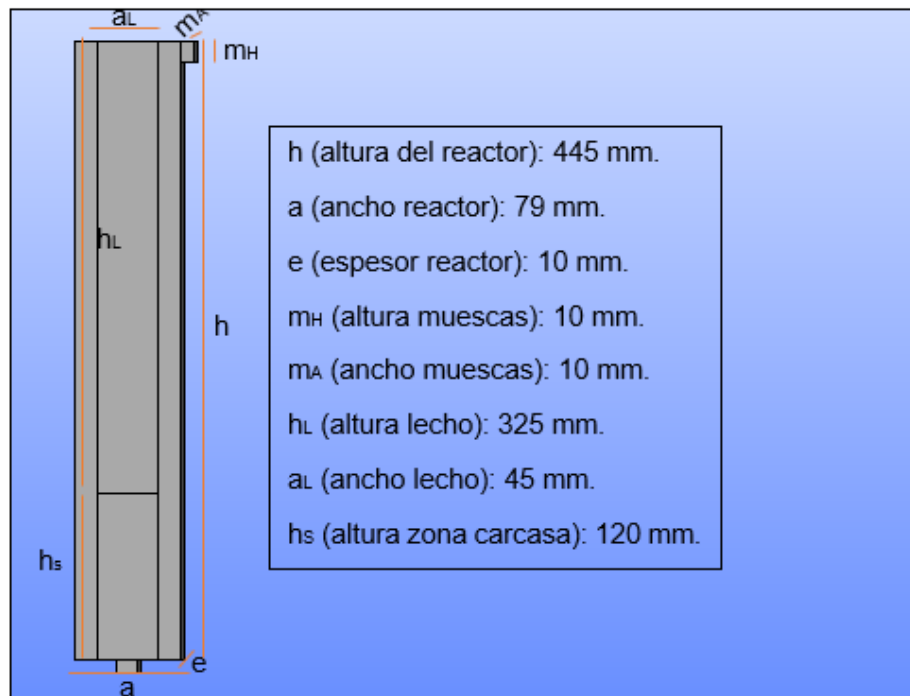 aL
mA
mH
h (altura del reactor): 445 mm.
a (ancho reactor): 79 mm.
e (espesor reactor): 10 mm.
mH (altura muescas): 10 mm.
mA (ancho muescas): 10 mm.
hL (altura lecho): 325 mm.
aL (ancho lecho): 45 mm.
hs (altura zona carcasa): 120 mm.
hL
h
hs
e
a